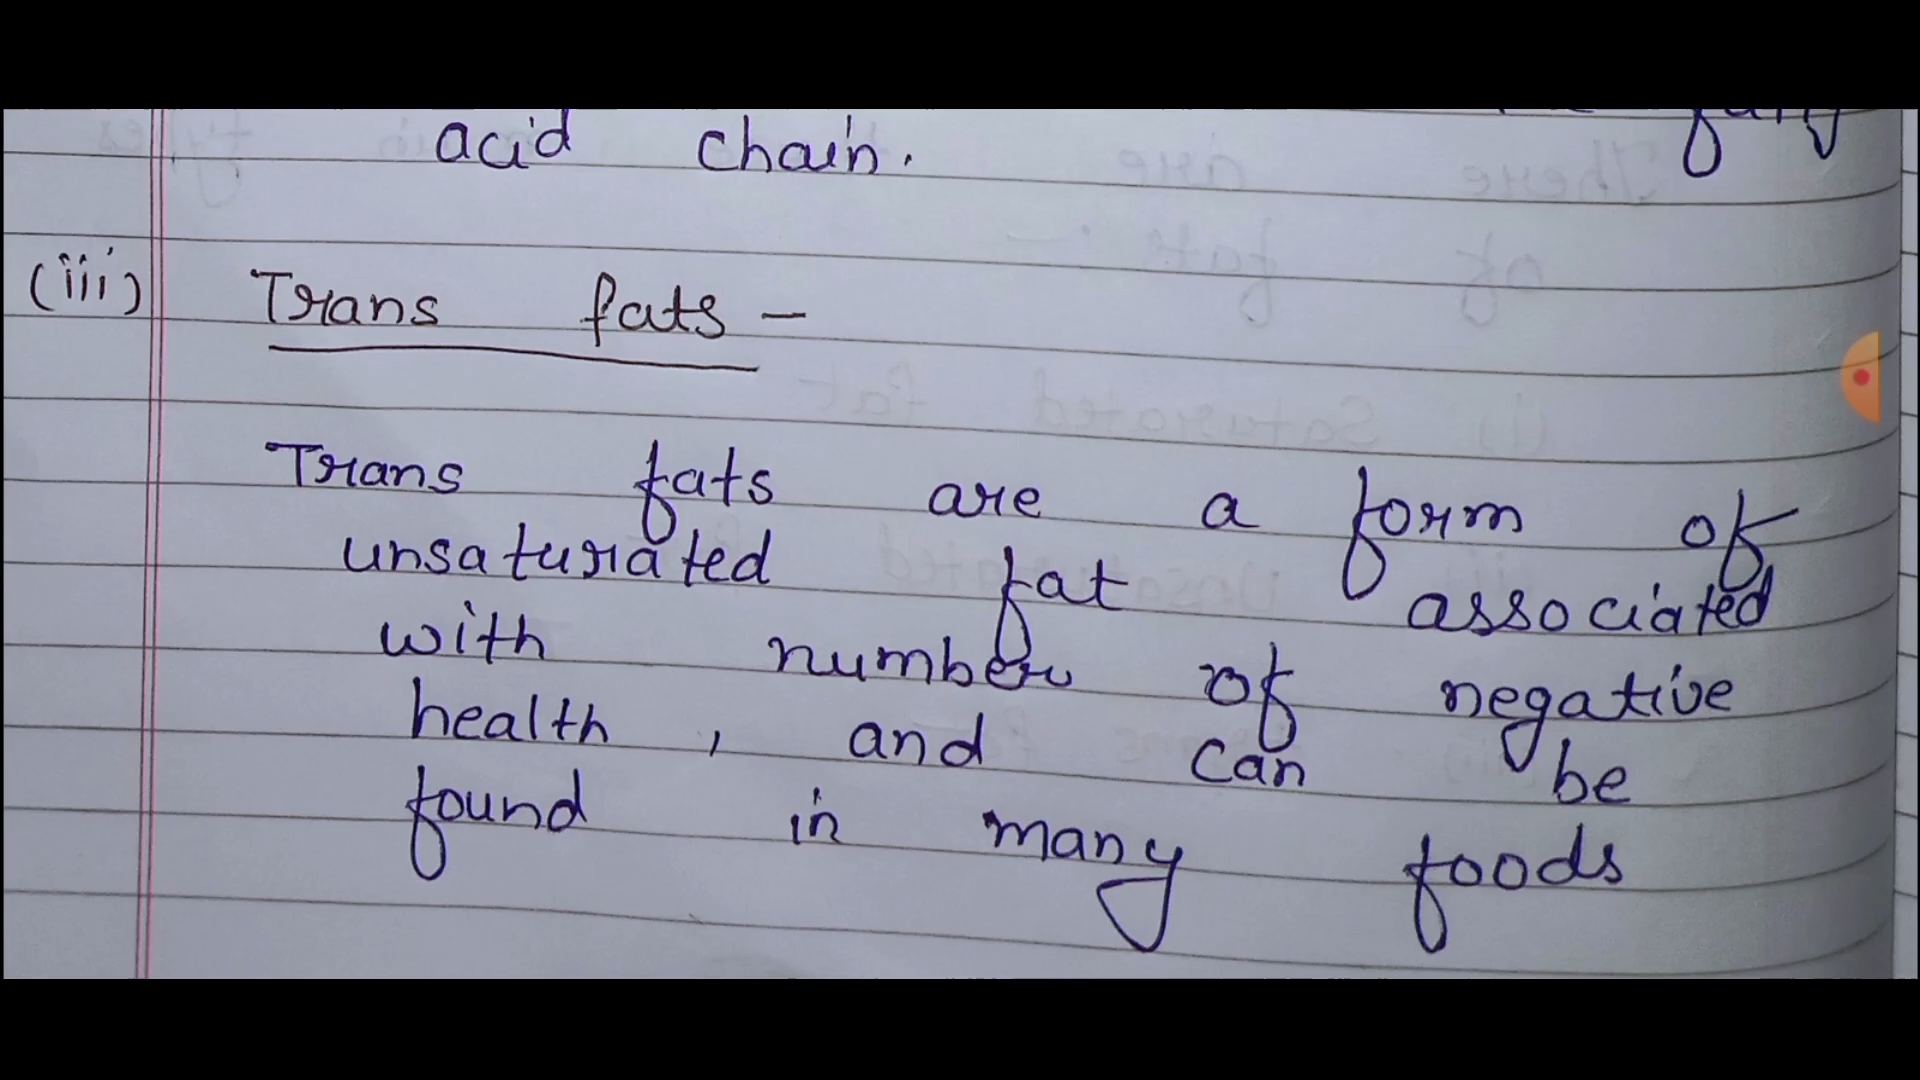 acid chain.
(iii) Trans fats -
Trans fats are a form of
unsaturated fat associated
with number of negative
health, and can be
found in many foods